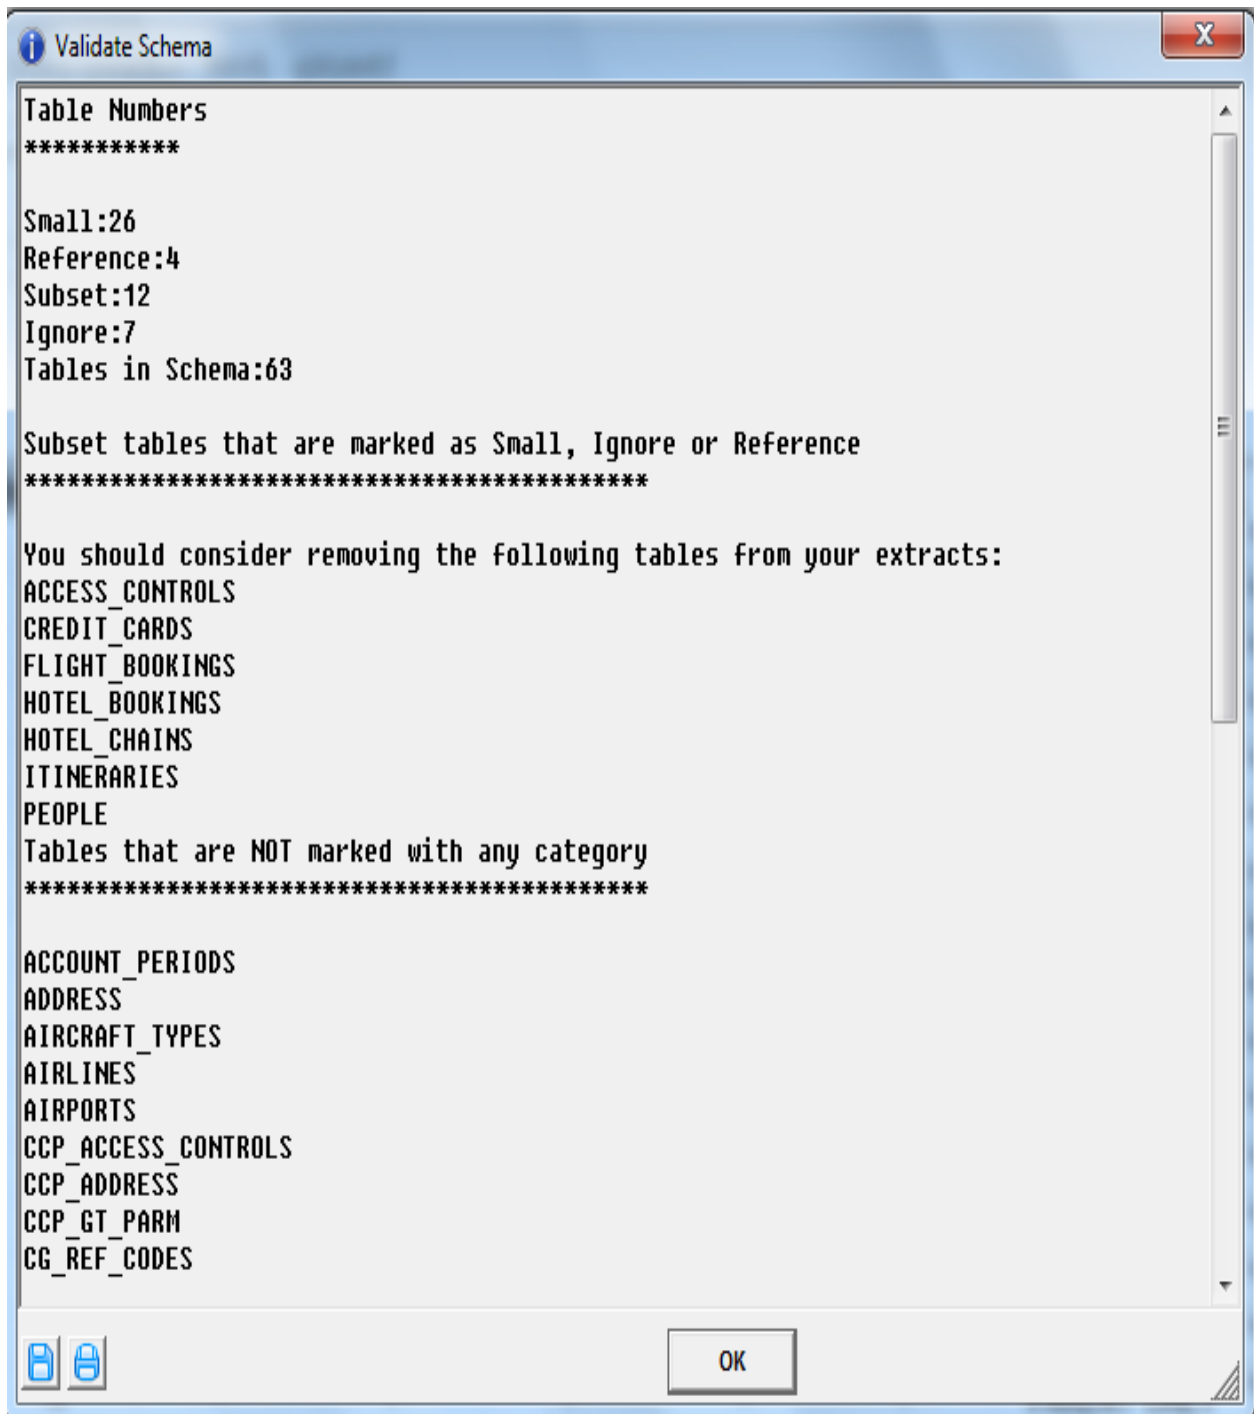 Validate Schema
X
Table Numbers
***********
Small:26
Reference:4
Subset:12
Ignore:7
Tables in Schema:63
Subset tables that are marked as Small, Ignore or Reference
********************************************
You should consider removing the following tables from your extracts:
ACCESS_CONTROLS
CREDIT_CARDS
FLIGHT_BOOKINGS
HOTEL_BOOKINGS
HOTEL_CHAINS
ITINERARIES
PEOPLE
Tables that are NOT marked with any category
********************************************
ACCOUNT_PERIODS
ADDRESS
AIRCRAFT_TYPES
AIRLINES
AIRPORTS
CCP_ACCESS_CONTROLS
CCP_ADDRESS
CCP_GT_PARM
CG_REF_CODES
OK